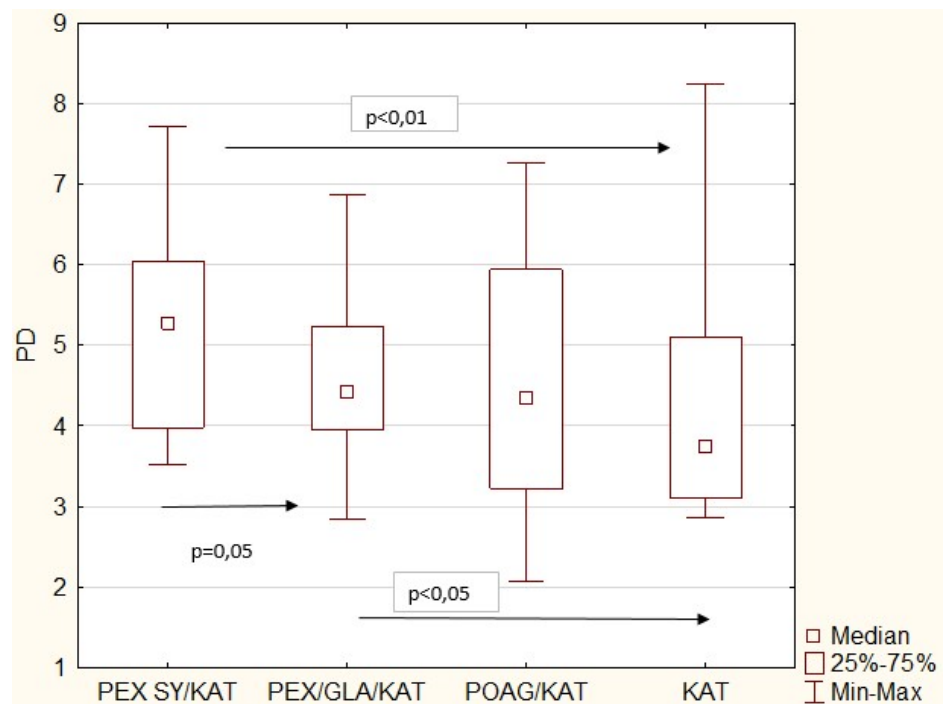 9
8
p<0,01
7
6
PD
5
4
3
p=0,05
2
p<0,05
1
PEX SY/KAT PEX/GLA/KAT POAG/KAT KAT
Median
25%-75%
Min-Max